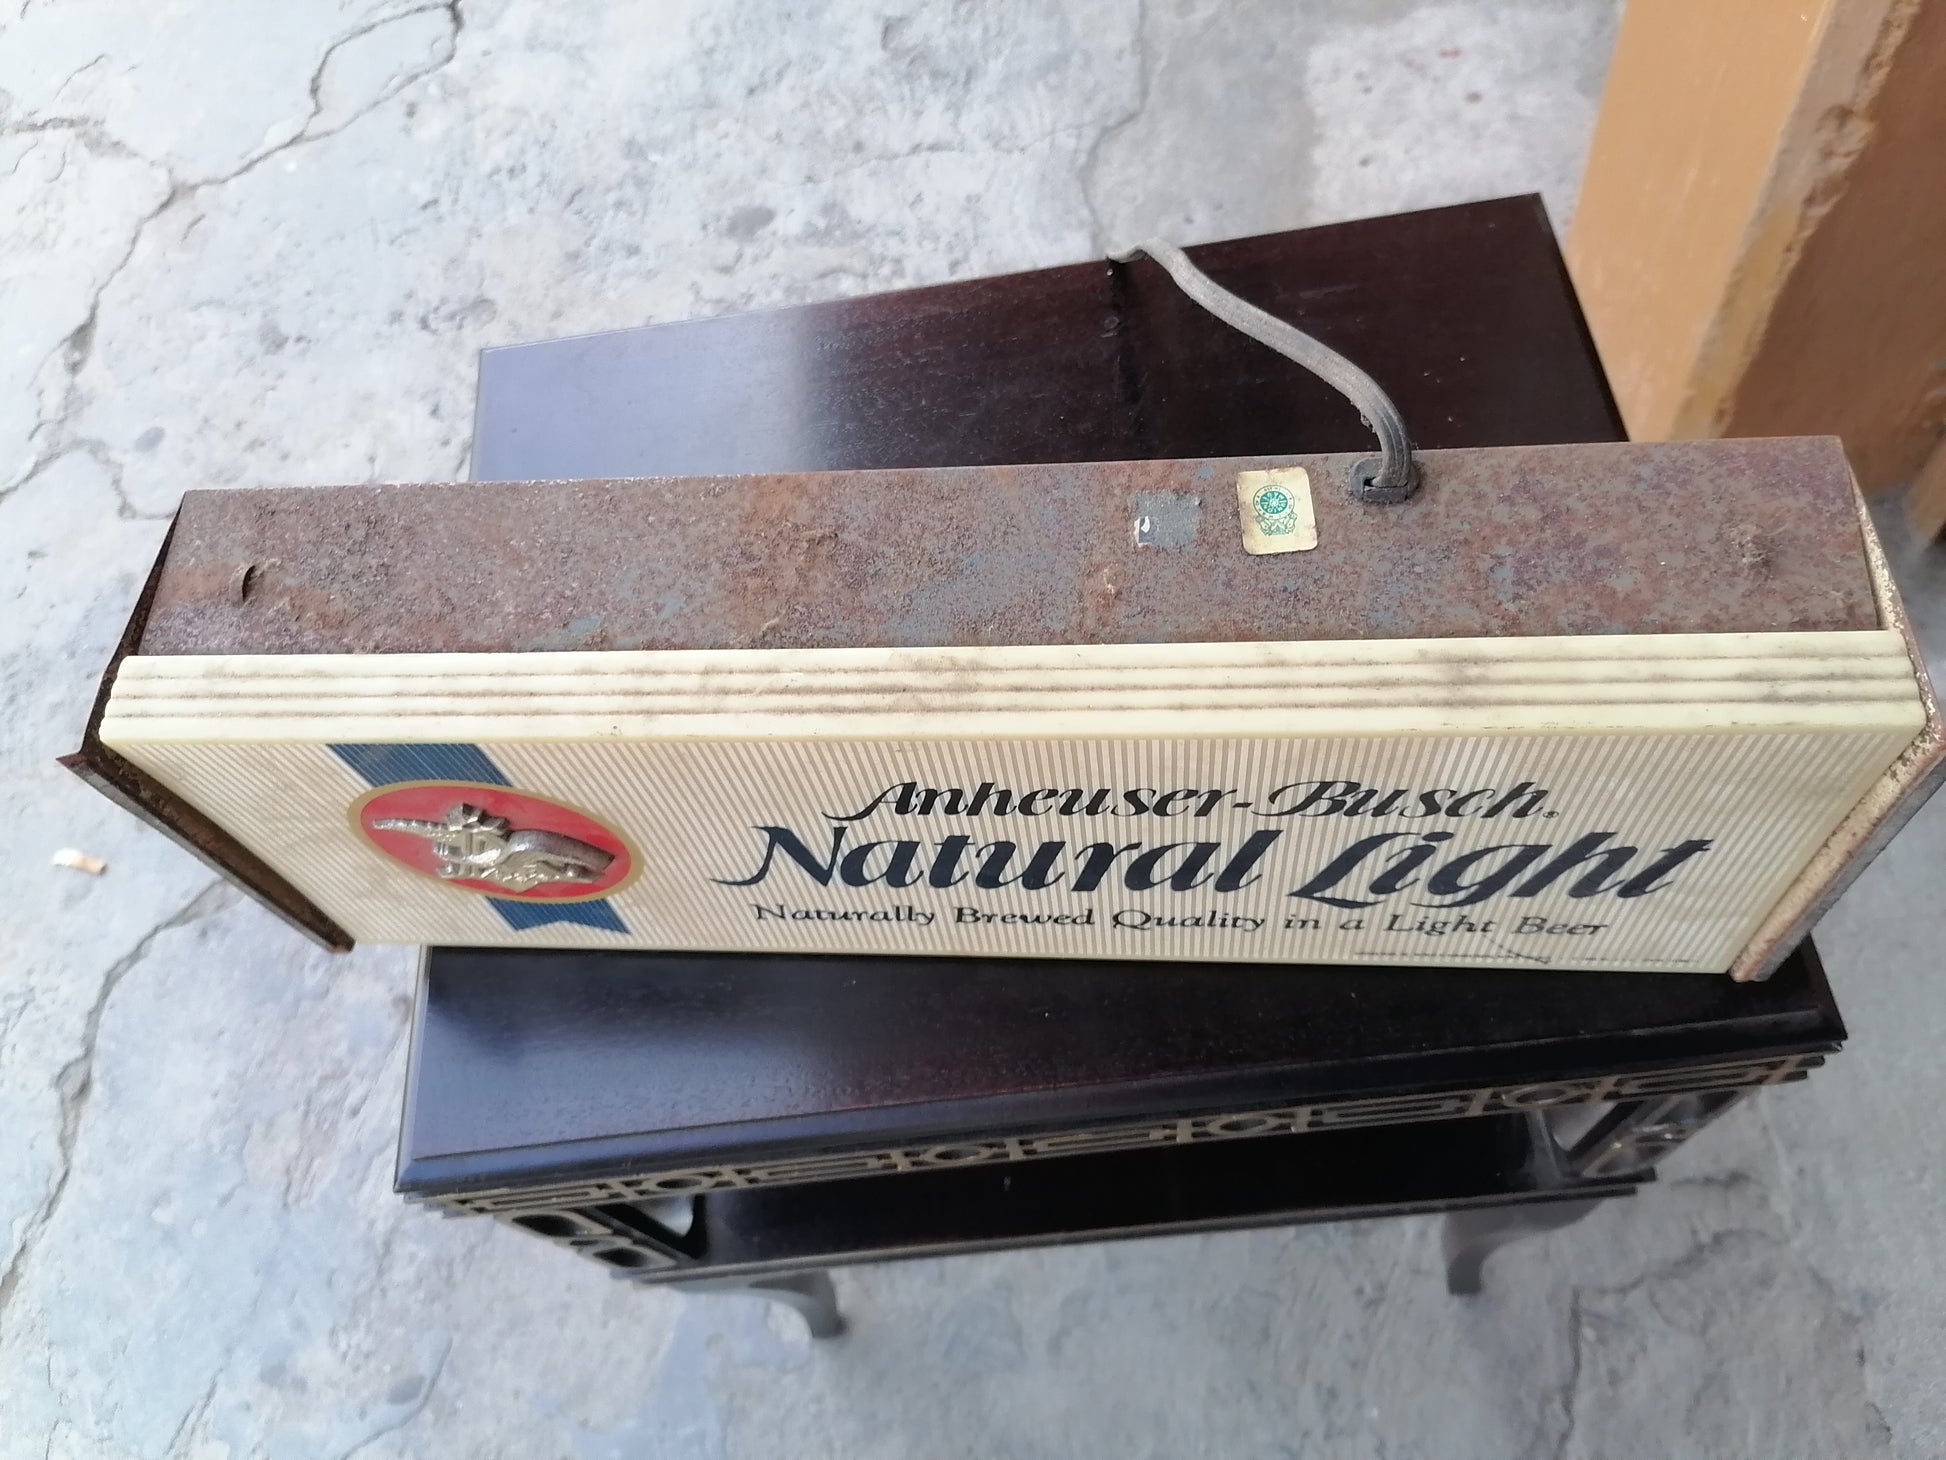 Anheuser-Busch®
Natural Light
Naturally Brewed Quality in a Light Beer